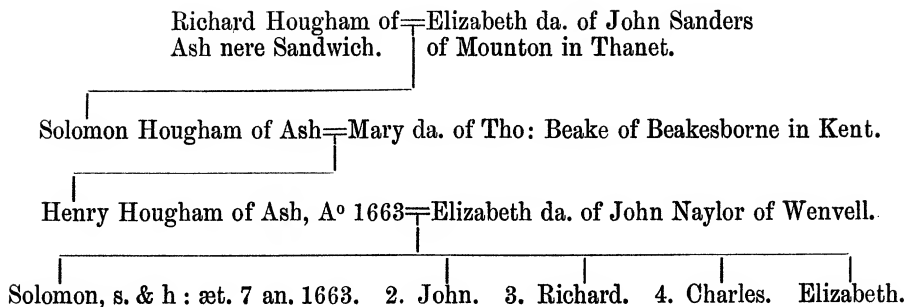 Richard Hougham of Elizabeth da. of John Sanders
Ash nere Sandwich. of Mounton in Thanet.
Solomon Hougham of Ash Mary da. of Tho: Beake of Beakesborne in Kent.
Henry Hougham of Ash, Aº 1663 Elizabeth da. of John Naylor of Wenvell.
Solomon, s. & h : æt. 7 an. 1663. 2. John. 3. Richard. 4. Charles. Elizabeth.